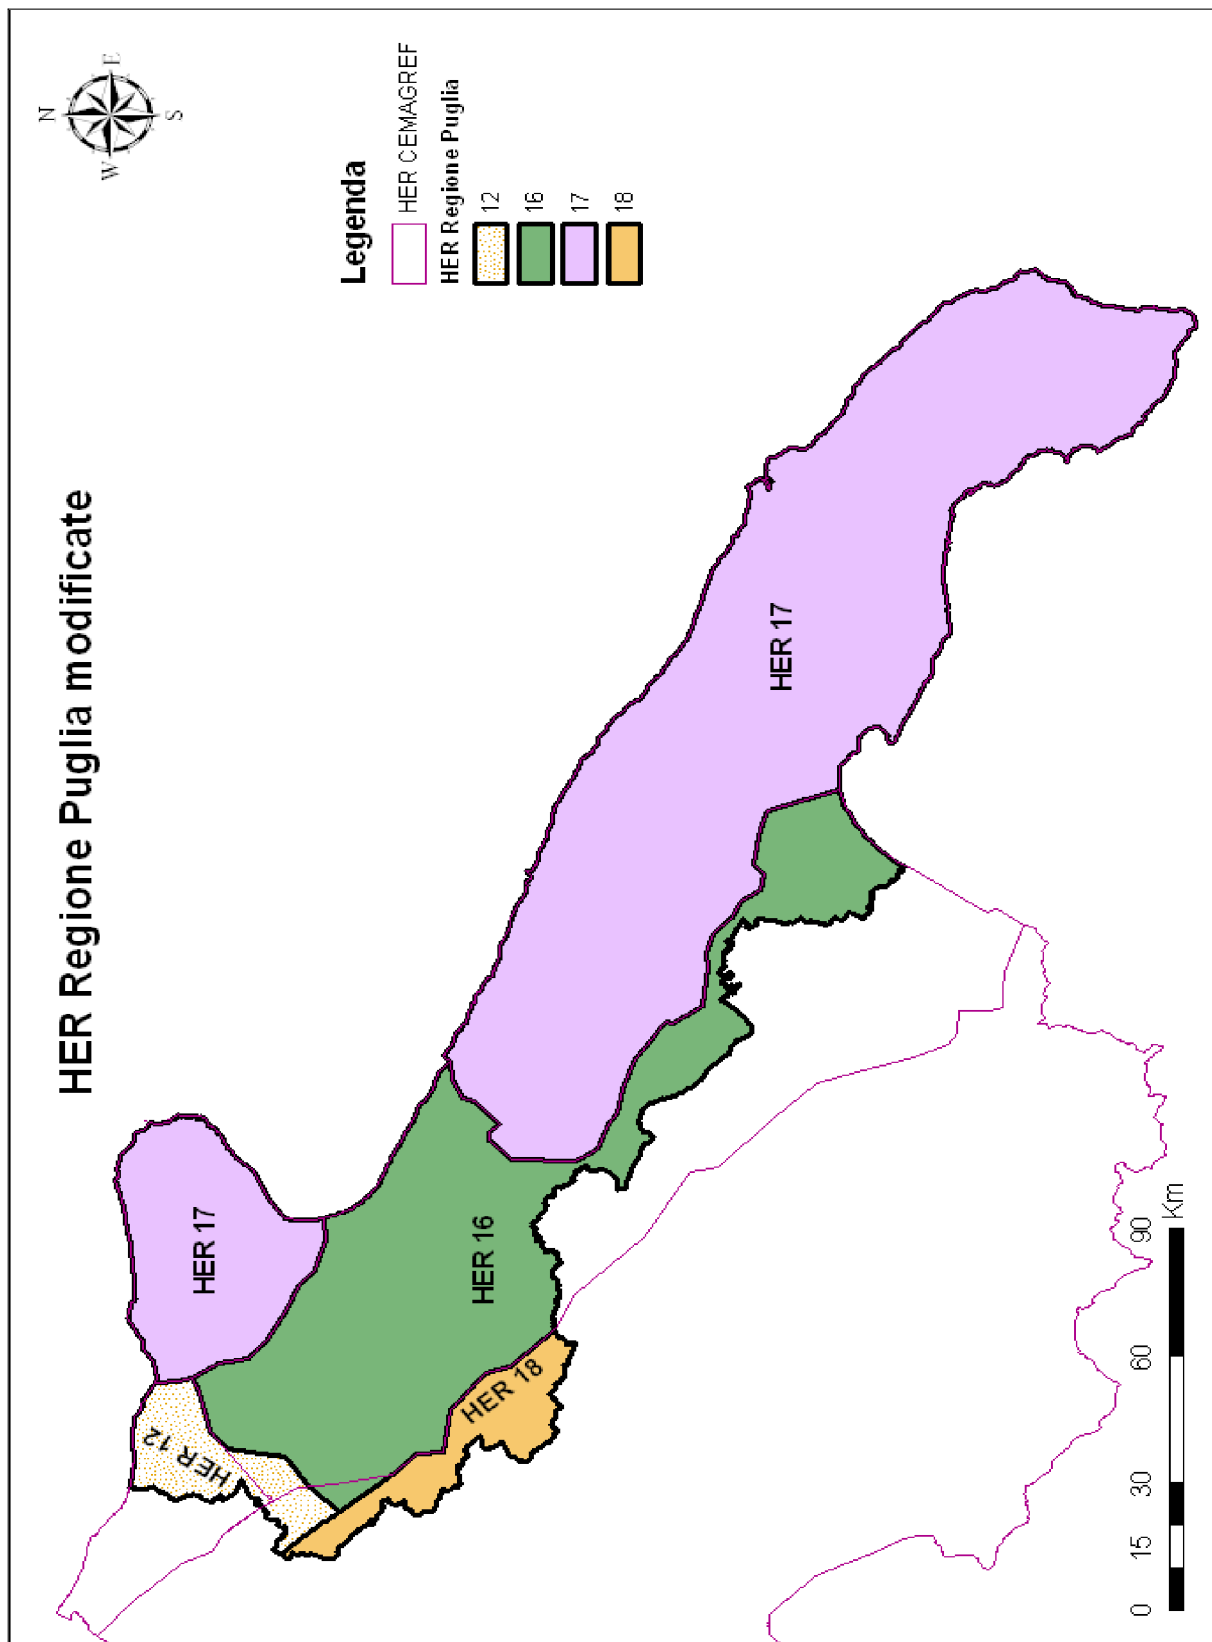 HER Regione Puglia modificate
N
W
E
S
Legenda
HER CEMAGREF
HER Regione Puglia
12
16
17
18
HER 17
HER 12
HER 16
HER 18
HER 17
0 15 30 60 90
Km